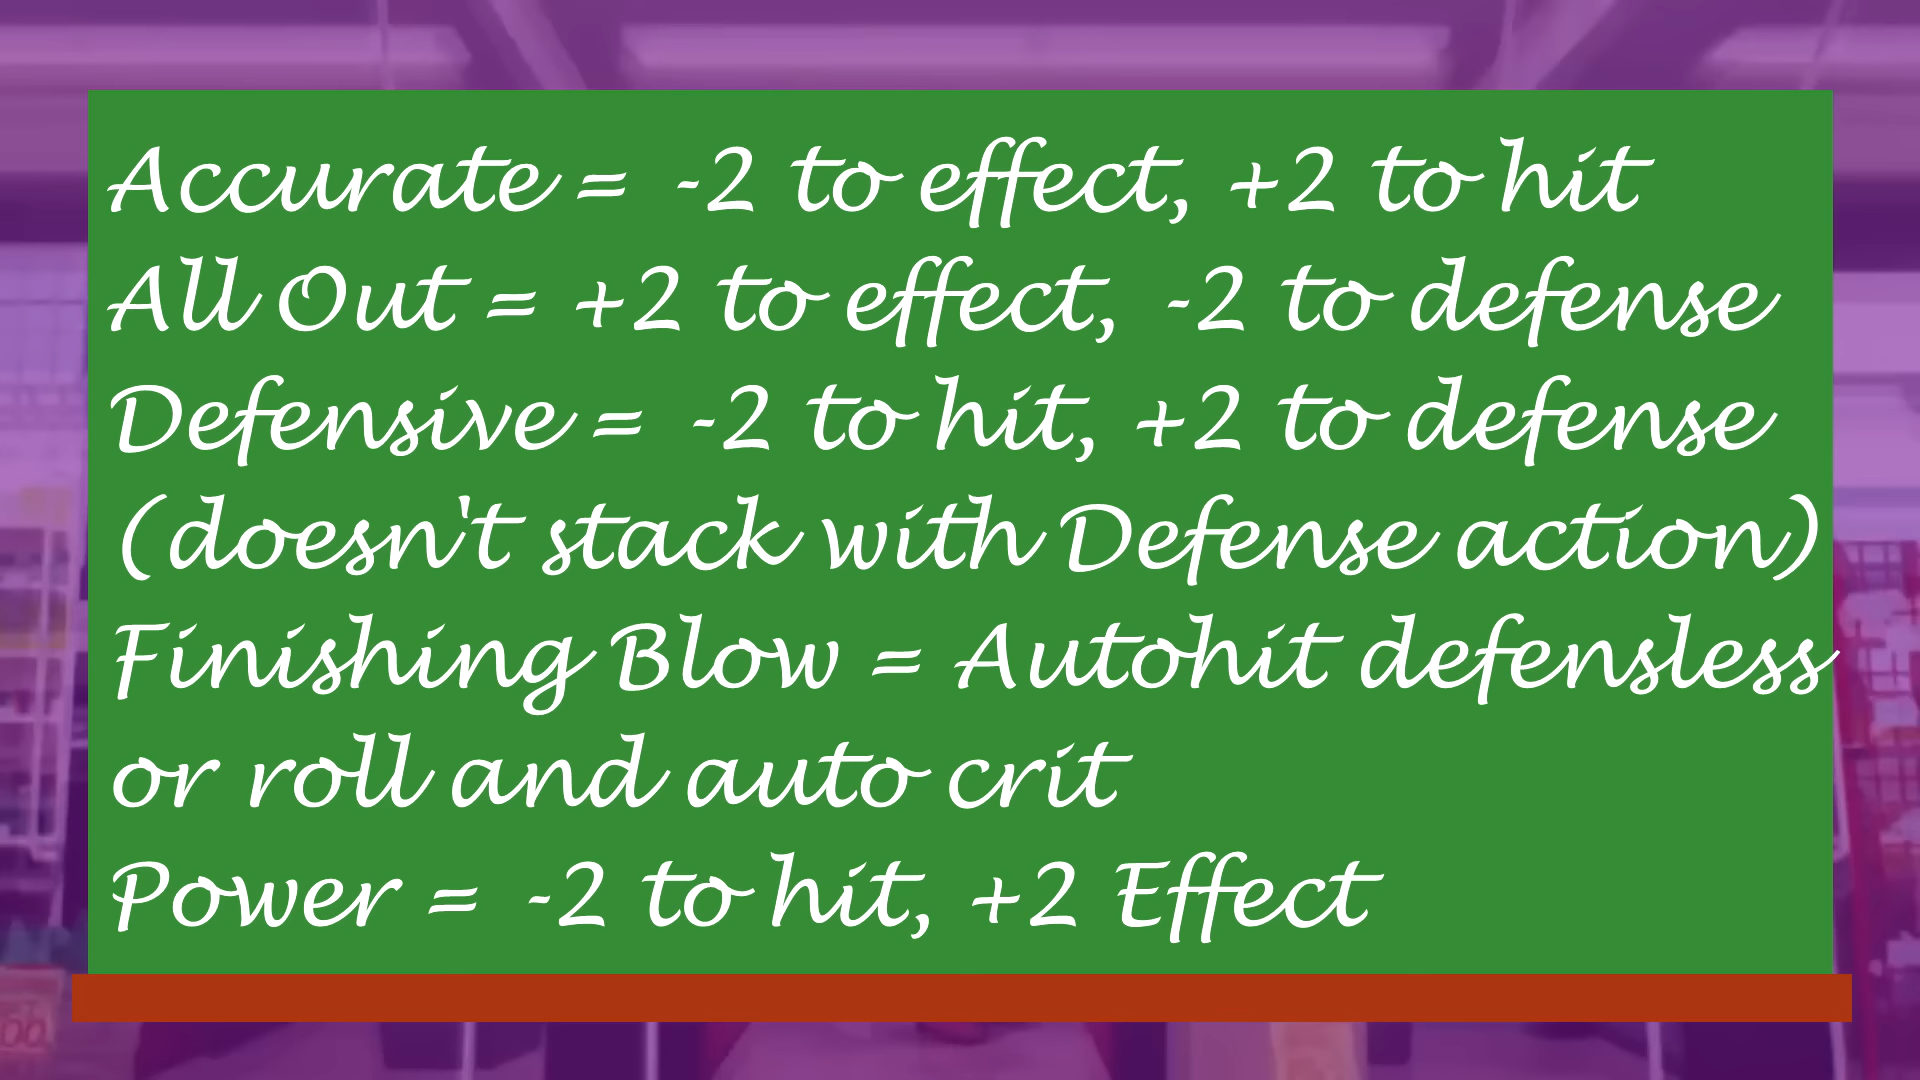 Accurate = -2 to effect, +2 to hit
All Out = +2 to effect, -2 to defense
Defensive = -2 to hit, +2 to defense
(doesn't stack with Defense action)
Finishing Blow = Autohit defensless
or roll and auto crit
Power = -2 to hit, +2 Effect